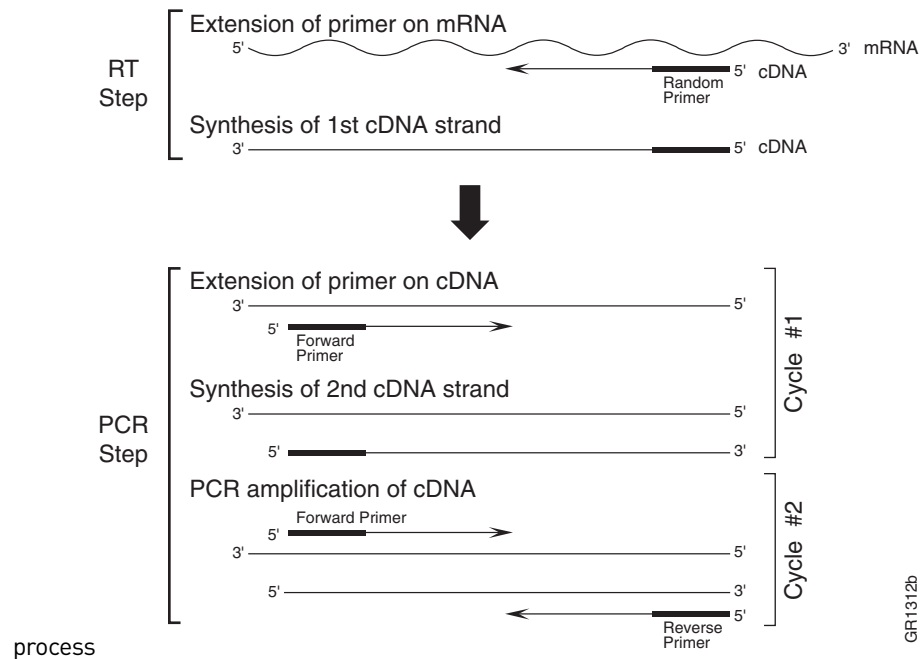 Extension of primer on mRNA
5' 3' mRNA
RT
Step
5' cDNA
Random
Primer
Synthesis of 1st cDNA strand
3' 5' cDNA
Extension of primer on cDNA
3' 5'
5'
Forward
Primer
Cycle #1
Synthesis of 2nd cDNA strand
3' 5'
PCR
Step
5' 3'
PCR amplification of cDNA
Forward Primer
5'
3' 5'
Cycle #2
5' 3'
5'
Reverse
Primer
GR1312b
process